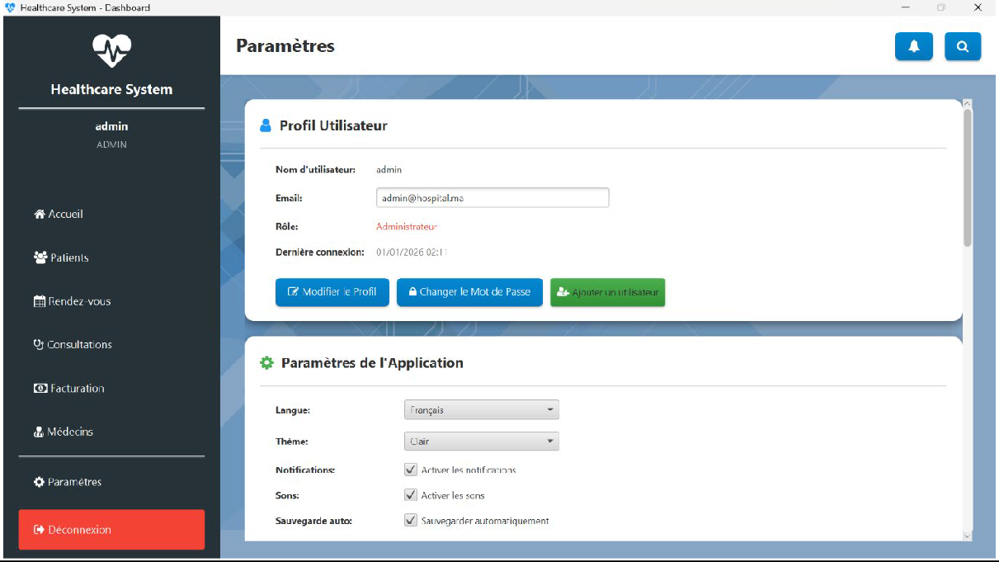 Healthcare System - Dashboard
Healthcare System
admin
ADMIN
Accueil
Patients
Rendez-vous
Consultations
Facturation
Médecins
Paramètres
Déconnexion
Paramètres
Profil Utilisateur
Nom d'utilisateur: admin
Email: admin@hospital.ma
Rôle: Administrateur
Dernière connexion: 01/01/2026 02:11
Modifier le Profil Changer le Mot de Passe Ajouter un utilisateur
Paramètres de l'Application
Langue: Français
Thème: Clair
Notifications: Activer les notifications
Sons: Activer les sons
Sauvegarde auto: Sauvegarder automatiquement